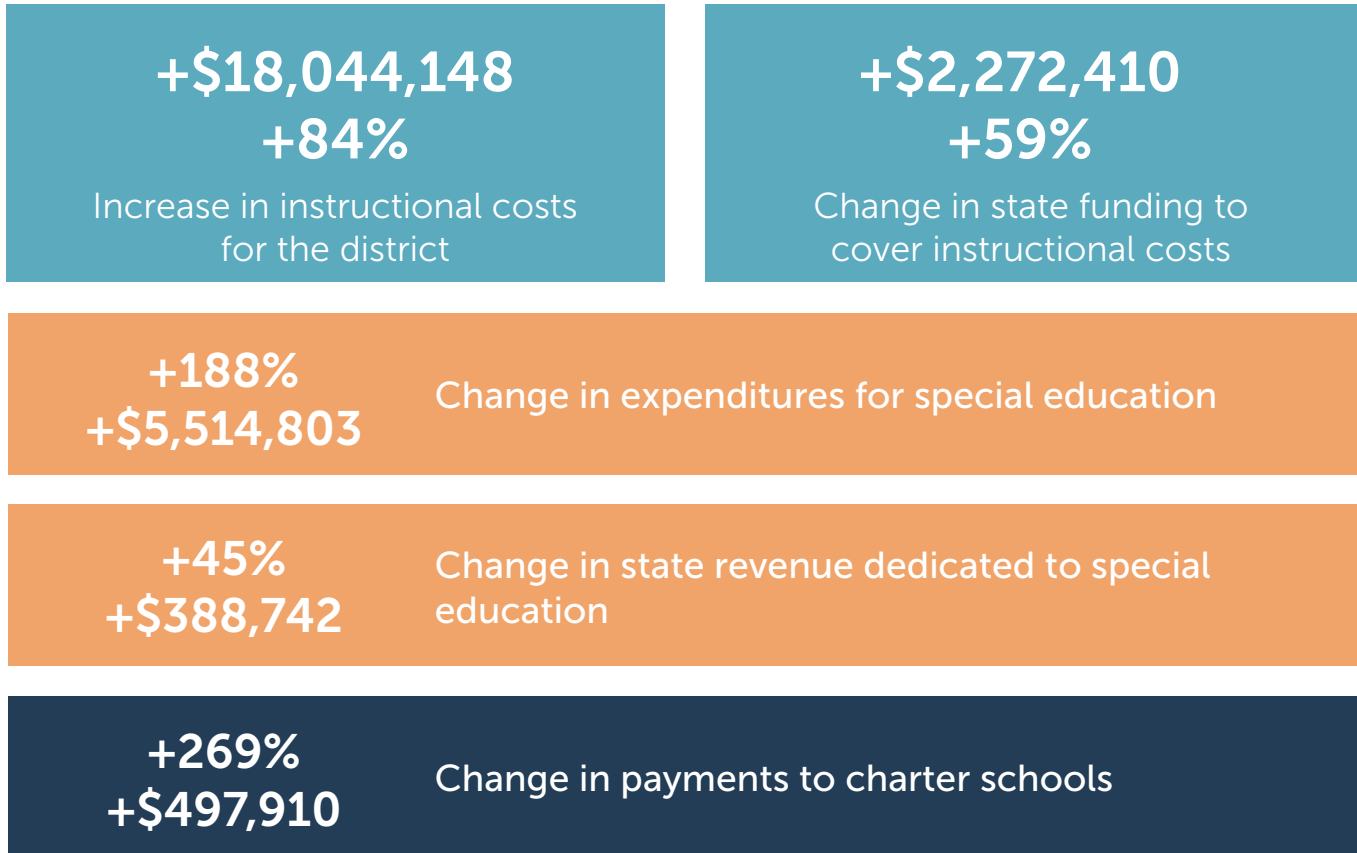 +$18,044,148
+84%
Increase in instructional costs
for the district
+$2,272,410
+59%
Change in state funding to
cover instructional costs
+188%
+$5,514,803
Change in expenditures for special education
+45%
+$388,742
Change in state revenue dedicated to special
education
+269%
+$497,910
Change in payments to charter schools